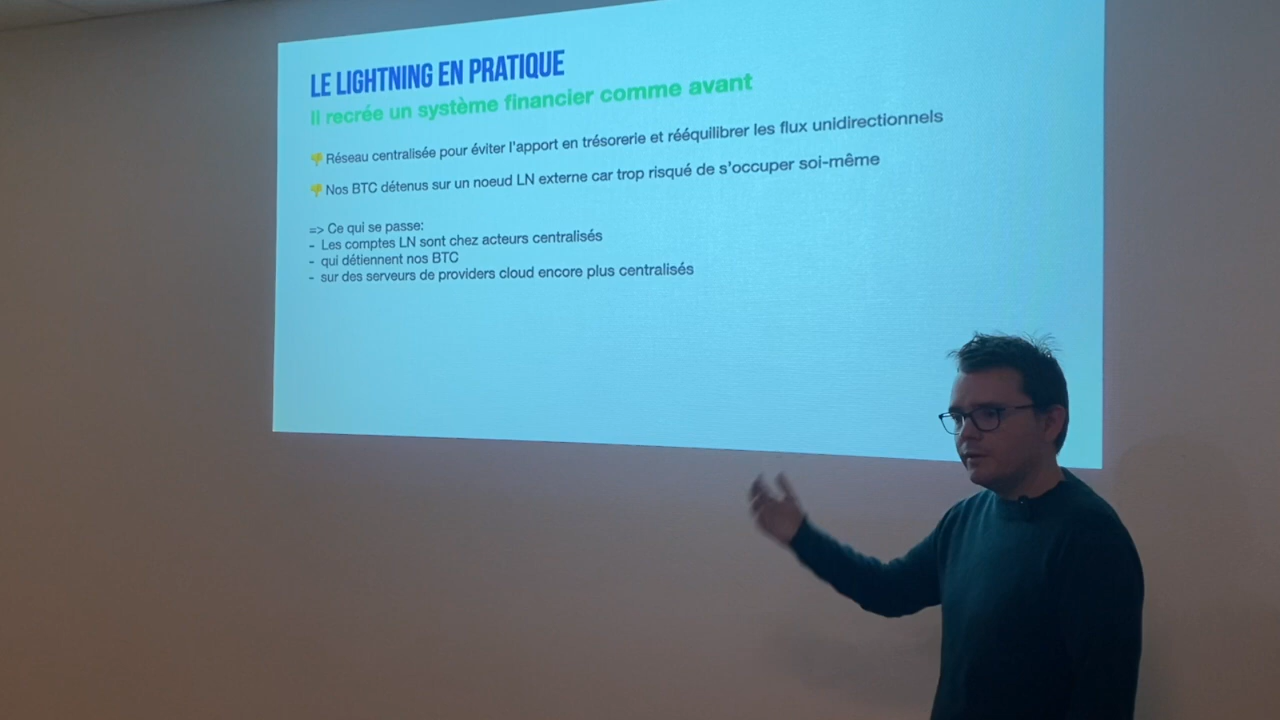 LE LIGHTNING EN PRATIQUE
Il recrée un système financier comme avant
👎 Réseau centralisée pour éviter l'apport en trésorerie et rééquilibrer les flux unidirectionnels
👎 Nos BTC détenus sur un noeud LN externe car trop risqué de s'occuper soi-même
=> Ce qui se passe:
- Les comptes LN sont chez acteurs centralisés
- qui détiennent nos BTC
- sur des serveurs de providers cloud encore plus centralisés